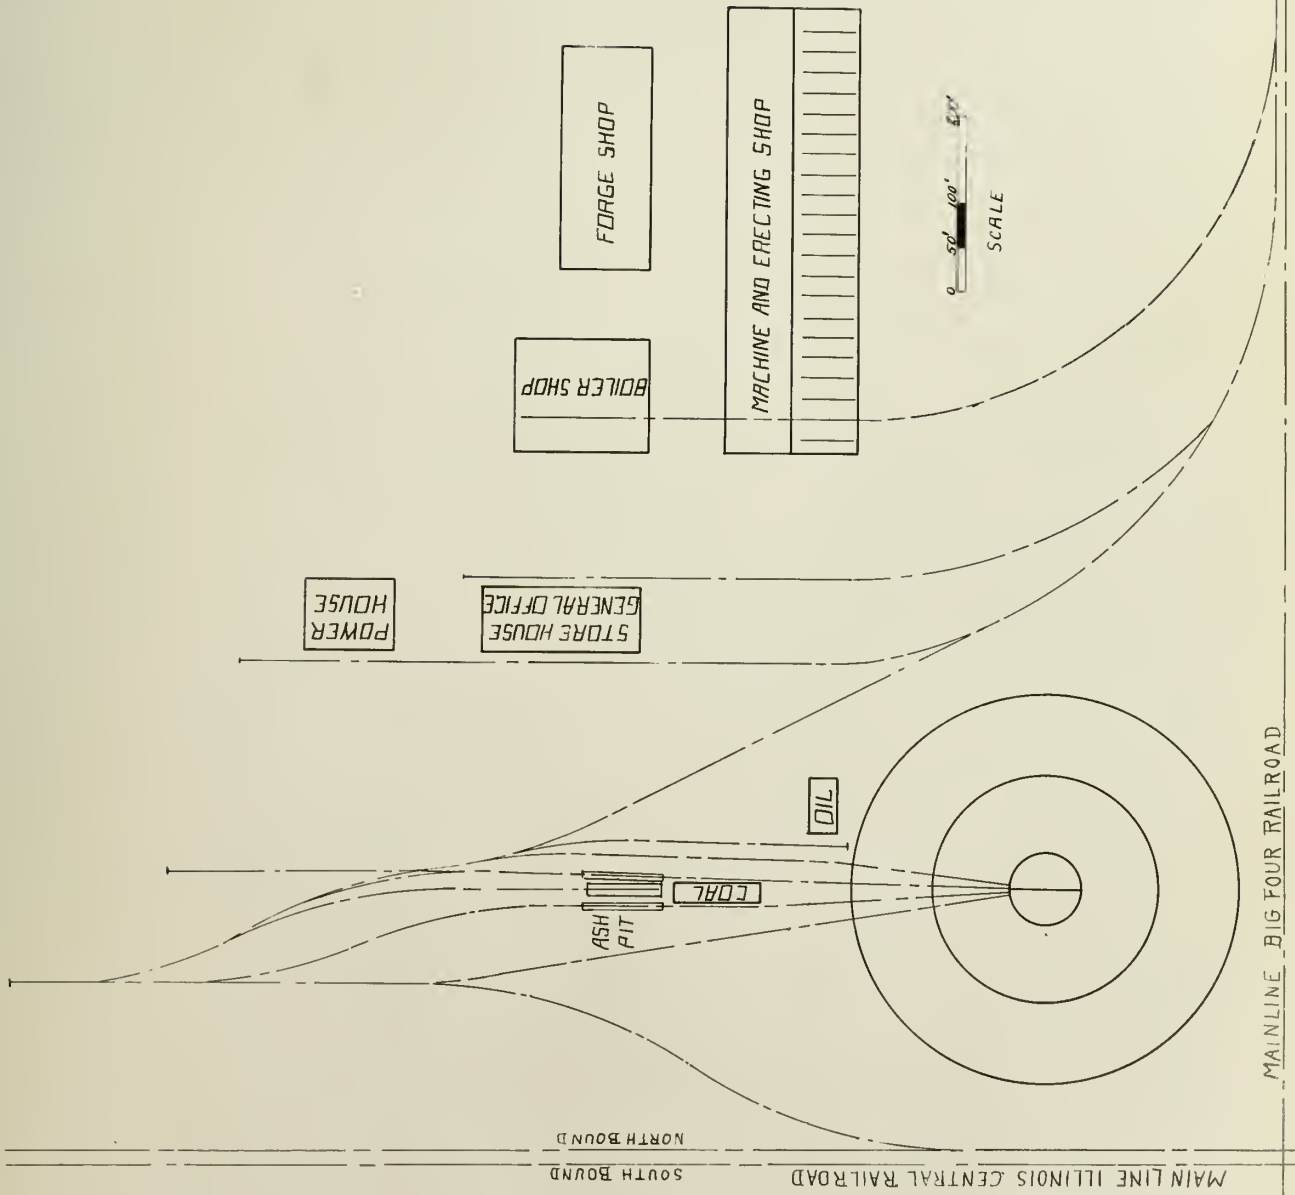 FORGE SHOP
MACHINE AND ERECTING SHOP
BOILER SHOP
0 50' 100'
SCALE
POWER
HOUSE
STORE HOUSE
GENERAL OFFICE
OIL
COAL
ASH
PIT
MAINLINE BIG FOUR RAILROAD
NORTH BOUND
SOUTH BOUND
MAIN LINE ILLINOIS CENTRAL RAILROAD